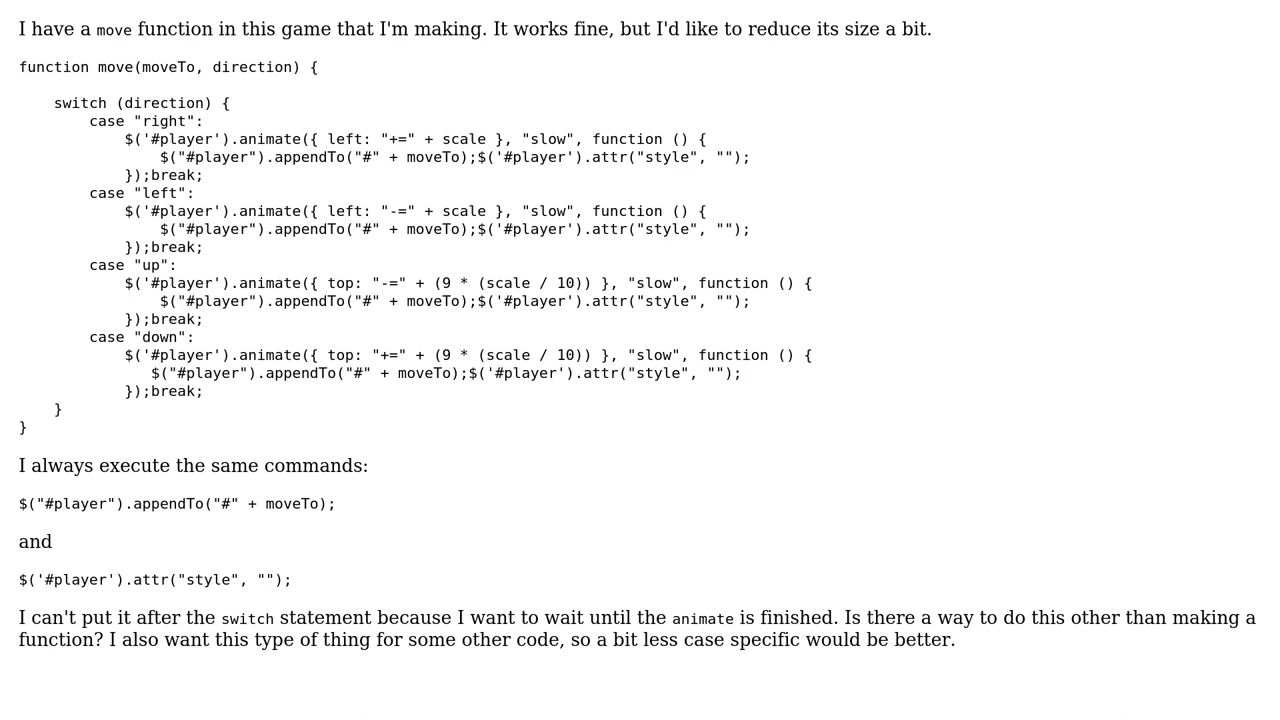 I have a move function in this game that I'm making. It works fine, but I'd like to reduce its size a bit.
function move(moveTo, direction) {
    switch (direction) {
        case "right":
            $('#player').animate({ left: "+=" + scale }, "slow", function () {
                $("#player").appendTo("#" + moveTo);$('#player').attr("style", "");
            });break;
        case "left":
            $('#player').animate({ left: "-=" + scale }, "slow", function () {
                $("#player").appendTo("#" + moveTo);$('#player').attr("style", "");
            });break;
        case "up":
            $('#player').animate({ top: "-=" + (9 * (scale / 10)) }, "slow", function () {
                $("#player").appendTo("#" + moveTo);$('#player').attr("style", "");
            });break;
        case "down":
            $('#player').animate({ top: "+=" + (9 * (scale / 10)) }, "slow", function () {
               $("#player").appendTo("#" + moveTo);$('#player').attr("style", "");
            });break;
    }
}
I always execute the same commands:
$("#player").appendTo("#" + moveTo);
and
$('#player').attr("style", "");
I can't put it after the switch statement because I want to wait until the animate is finished. Is there a way to do this other than making a
function? I also want this type of thing for some other code, so a bit less case specific would be better.